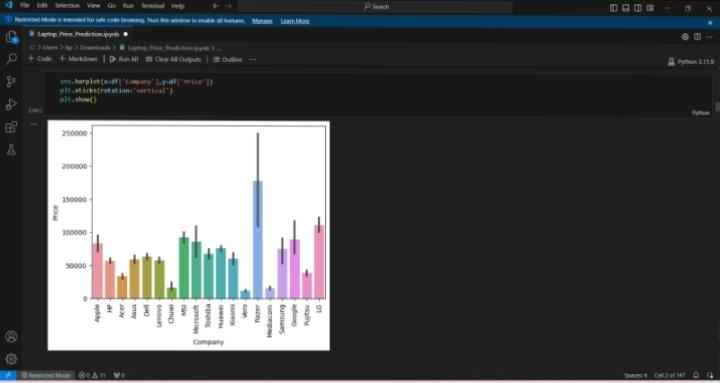 File Edit Selection View Go Run Terminal Help
Search
Restricted Mode is intended for safe code browsing. Trust this window to enable all features. Manage Learn More
Laptop_Price_Prediction.ipynb
C: > Users > hp > Downloads > Laptop_Price_Prediction.ipynb > ...
+ Code + Markdown Run All Clear All Outputs Outline ...
Python 3.11.9
sns.barplot(x=df['Company'],y=df['Price'])
plt.xticks(rotation='vertical')
plt.show()
Python
250000
200000
150000
100000
50000
0
Price
Apple
HP
Acer
Asus
Dell
Lenovo
Chuwi
MSI
Microsoft
Toshiba
Huawei
Xiaomi
Vero
Razer
Mediacom
Samsung
Google
Fujitsu
LG
Company
Restricted Mode 0 11 0
Spaces: 4 Cell 2 of 147